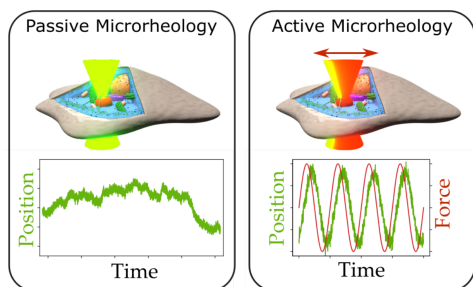 Passive Microrheology
Position
Time
Active Microrheology
Position
Force
Time